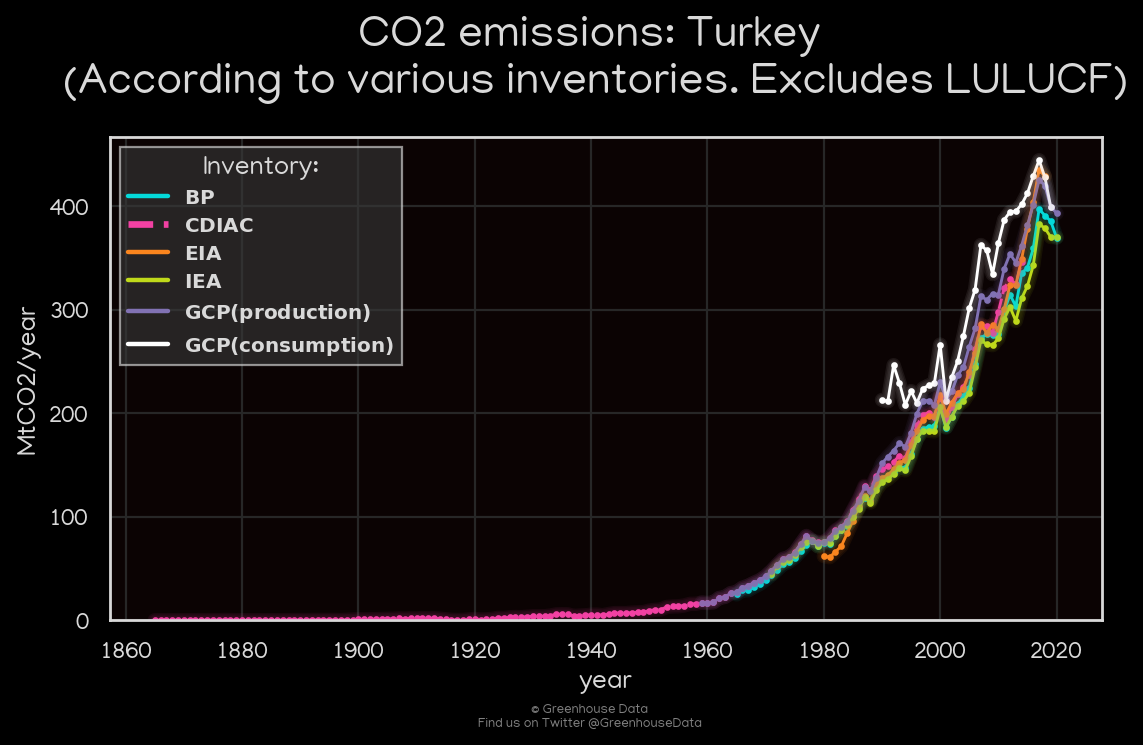 CO2 emissions: Turkey
(According to various inventories. Excludes LULUCF)
Inventory:
BP
CDIAC
EIA
IEA
GCP(production)
GCP(consumption)
MtCO2/year
400
300
200
100
0
1860 1880 1900 1920 1940 1960 1980 2000 2020
year
© Greenhouse Data
Find us on Twitter @GreenhouseData